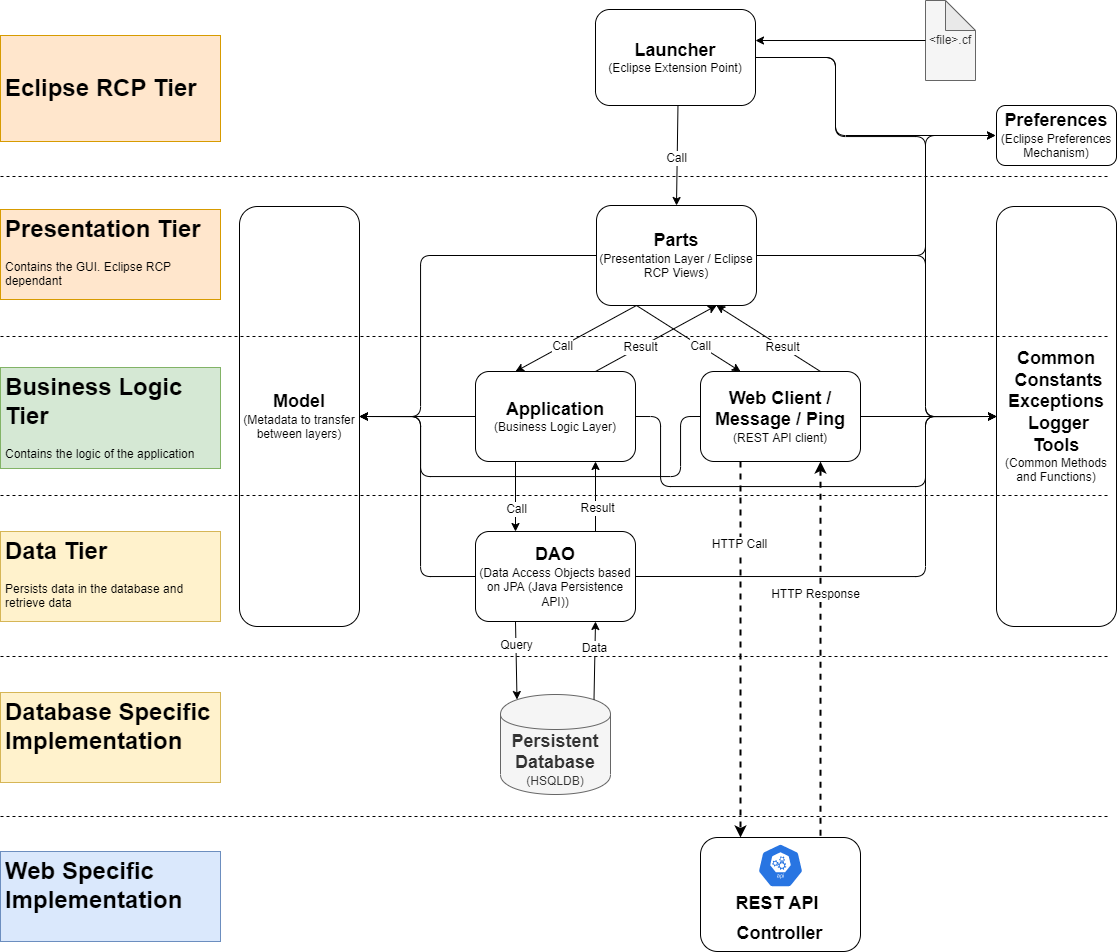 Eclipse RCP Tier
Launcher
(Eclipse Extension Point)
<file>.cf
Preferences
(Eclipse Preferences
Mechanism)
Call
Presentation Tier
Contains the GUI. Eclipse RCP
dependant
Parts
(Presentation Layer / Eclipse
RCP Views)
Call
Result
Call
Result
Business Logic
Tier
Contains the logic of the application
Model
(Metadata to transfer
between layers)
Application
(Business Logic Layer)
Web Client /
Message / Ping
(REST API client)
Common
Constants
Exceptions
Logger
Tools
(Common Methods
and Functions)
Call
Result
HTTP Call
HTTP Response
Data Tier
Persists data in the database and
retrieve data
DAO
(Data Access Objects based
on JPA (Java Persistence
API))
Query
Data
Database Specific
Implementation
Persistent
Database
(HSQLDB)
Web Specific
Implementation
api
REST API
Controller